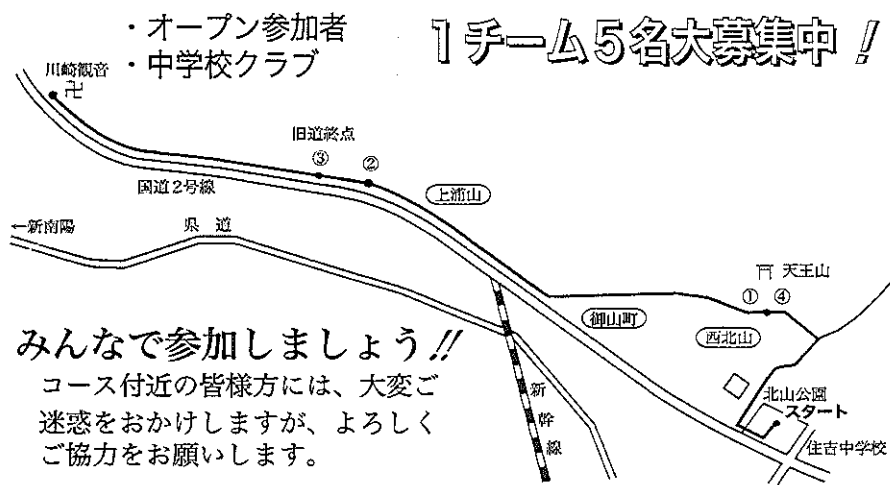 ・オープン参加者
・中学校クラブ
1チーム5名大募集中!
川崎観音
卍
旧道終点
③
②
国道2号線
上浦山
←新南陽
県道
天王山
①
④
御山町
西北山
みんなで参加しましょう!!
コース付近の皆様方には、大変ご
迷惑をおかけしますが、よろしく
ご協力をお願いします。
新幹線
北山公園
スタート
住吉中学校